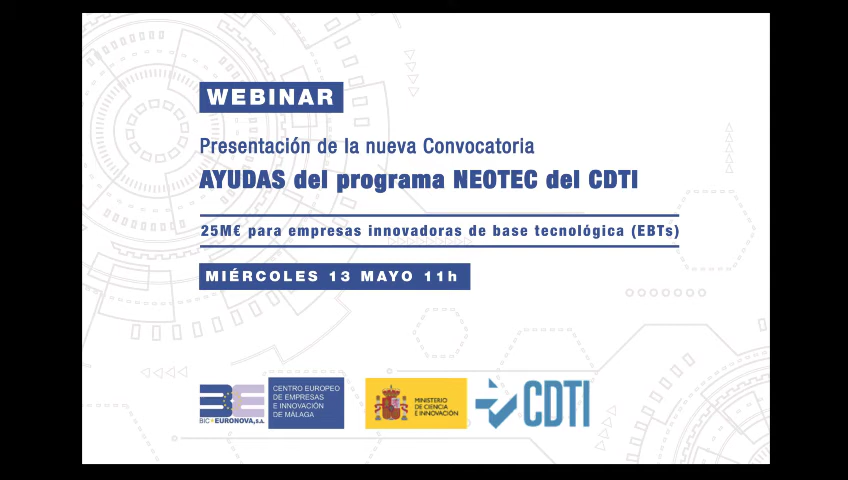 WEBINAR
Presentación de la nueva Convocatoria
AYUDAS del programa NEOTEC del CDTI
25M€ para empresas innovadoras de base tecnológica (EBTs)
MIÉRCOLES 13 MAYO 11h
BIC EURONOVA, S.A.
CENTRO EUROPEO
DE EMPRESAS
E INNOVACIÓN
DE MÁLAGA
MINISTERIO
DE CIENCIA
E INNOVACIÓN
CDTI